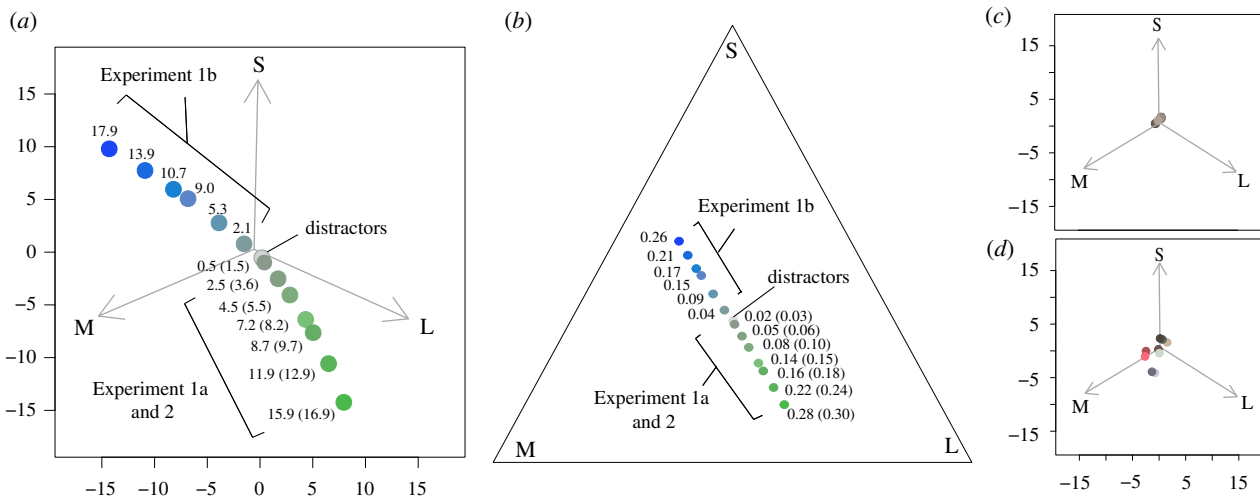 (a)
S
Experiment 1b
17.9
13.9
10.7
9.0
5.3
2.1
distractors
0.5 (1.5)
2.5 (3.6)
4.5 (5.5)
7.2 (8.2)
8.7 (9.7)
11.9 (12.9)
15.9 (16.9)
M
L
Experiment 1a
and 2
15
10
5
0
−5
−10
−15
−15
−10
−5
0
5
10
15
(b)
S
Experiment 1b
0.26
0.21
0.17
0.15
0.09
0.04
distractors
0.02 (0.03)
0.05 (0.06)
0.08 (0.10)
0.14 (0.15)
0.16 (0.18)
0.22 (0.24)
0.28 (0.30)
Experiment 1a
and 2
M
L
(c)
S
15
5
−5
−15
M
L
(d)
S
15
5
−5
−15
M
L
−15
−5
5
15